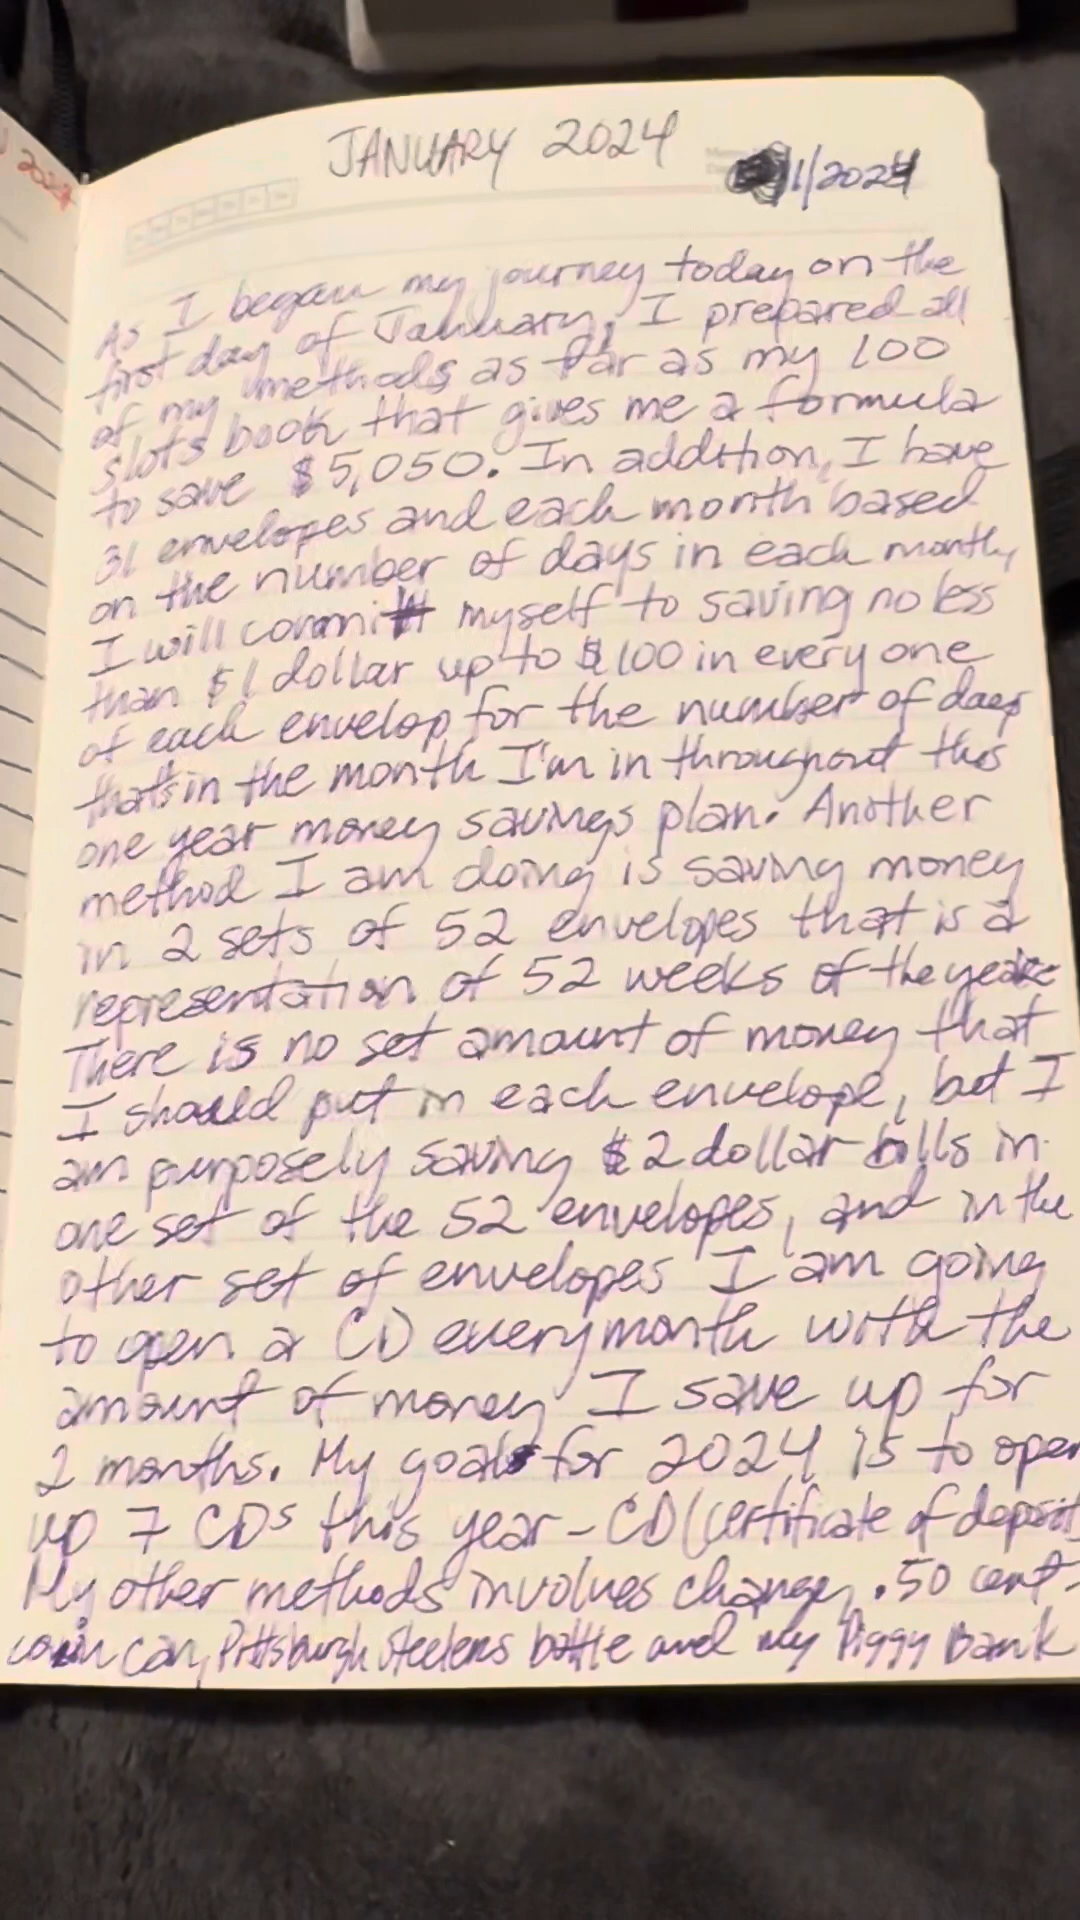 2024
JANUARY 2024
1/2024
As I began my journey today on the
first day of January, I prepared all
of my methods as far as my 100
slots book that gives me a formula
to save $5,050. In addition, I have
31 envelopes and each month based
on the number of days in each month,
I will commit myself to saving no less
than $1 dollar up to $100 in every one
of each envelop for the number of days
that's in the month I'm in throughout this
one year money savings plan. Another
method I am doing is saving money
in 2 sets of 52 envelopes that is a
representation of 52 weeks of the year.
There is no set amount of money that
I should put in each envelope, but I
am purposely saving $2 dollar bills in
one set of the 52 envelopes, and in the
other set of envelopes I am going
to open a CD every month with the
amount of money I save up for
2 months. My goal for 2024 is to open
up 7 CDs this year - CD (certificate of deposit
My other methods involves change, .50 cent
coin can, Pittsburgh Steelers bottle and my Piggy Bank